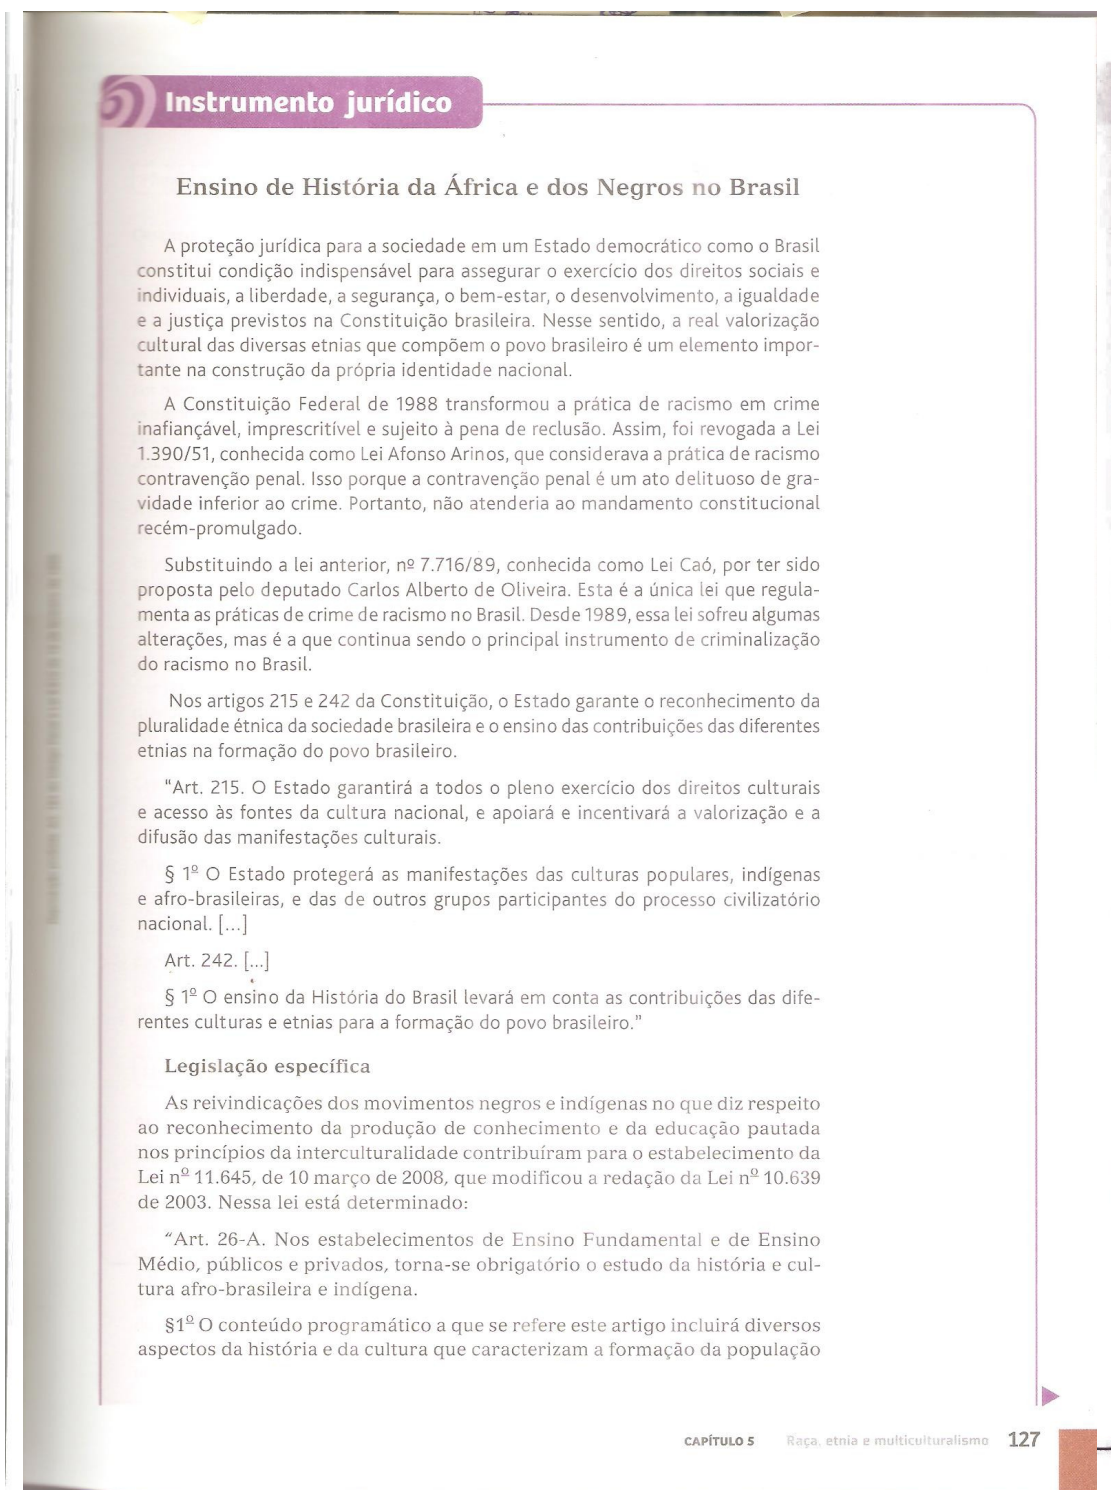 Instrumento jurídico
Ensino de História da África e dos Negros no Brasil
A proteção jurídica para a sociedade em um Estado democrático como o Brasil
constitui condição indispensável para assegurar o exercício dos direitos sociais e
individuais, a liberdade, a segurança, o bem-estar, o desenvolvimento, a igualdade
e a justiça previstos na Constituição brasileira. Nesse sentido, a real valorização
cultural das diversas etnias que compõem o povo brasileiro é um elemento impor-
tante na construção da própria identidade nacional.
A Constituição Federal de 1988 transformou a prática de racismo em crime
inafiançável, imprescritível e sujeito à pena de reclusão. Assim, foi revogada a Lei
1.390/51, conhecida como Lei Afonso Arinos, que considerava a prática de racismo
contravenção penal. Isso porque a contravenção penal é um ato delituoso de gra-
vidade inferior ao crime. Portanto, não atenderia ao mandamento constitucional
recém-promulgado.
Substituindo a lei anterior, nº 7.716/89, conhecida como Lei Caó, por ter sido
proposta pelo deputado Carlos Alberto de Oliveira. Esta é a única lei que regula-
menta as práticas de crime de racismo no Brasil. Desde 1989, essa lei sofreu algumas
alterações, mas é a que continua sendo o principal instrumento de criminalização
do racismo no Brasil.
Nos artigos 215 e 242 da Constituição, o Estado garante o reconhecimento da
pluralidade étnica da sociedade brasileira e o ensino das contribuições das diferentes
etnias na formação do povo brasileiro.
"Art. 215. O Estado garantirá a todos o pleno exercício dos direitos culturais
e acesso às fontes da cultura nacional, e apoiará e incentivará a valorização e a
difusão das manifestações culturais.
§ 1º O Estado protegerá as manifestações das culturas populares, indígenas
e afro-brasileiras, e das de outros grupos participantes do processo civilizatório
nacional. [...]
Art. 242. [...]
§ 1º O ensino da História do Brasil levará em conta as contribuições das dife-
rentes culturas e etnias para a formação do povo brasileiro."
Legislação específica
As reivindicações dos movimentos negros e indígenas no que diz respeito
ao reconhecimento da produção de conhecimento e da educação pautada
nos princípios da interculturalidade contribuíram para o estabelecimento da
Lei nº 11.645, de 10 março de 2008, que modificou a redação da Lei nº 10.639
de 2003. Nessa lei está determinado:
"Art. 26-A. Nos estabelecimentos de Ensino Fundamental e de Ensino
Médio, públicos e privados, torna-se obrigatório o estudo da história e cul-
tura afro-brasileira e indígena.
§1º O conteúdo programático a que se refere este artigo incluirá diversos
aspectos da história e da cultura que caracterizam a formação da população
CAPÍTULO 5 Raça, etnia e multiculturalismo 127